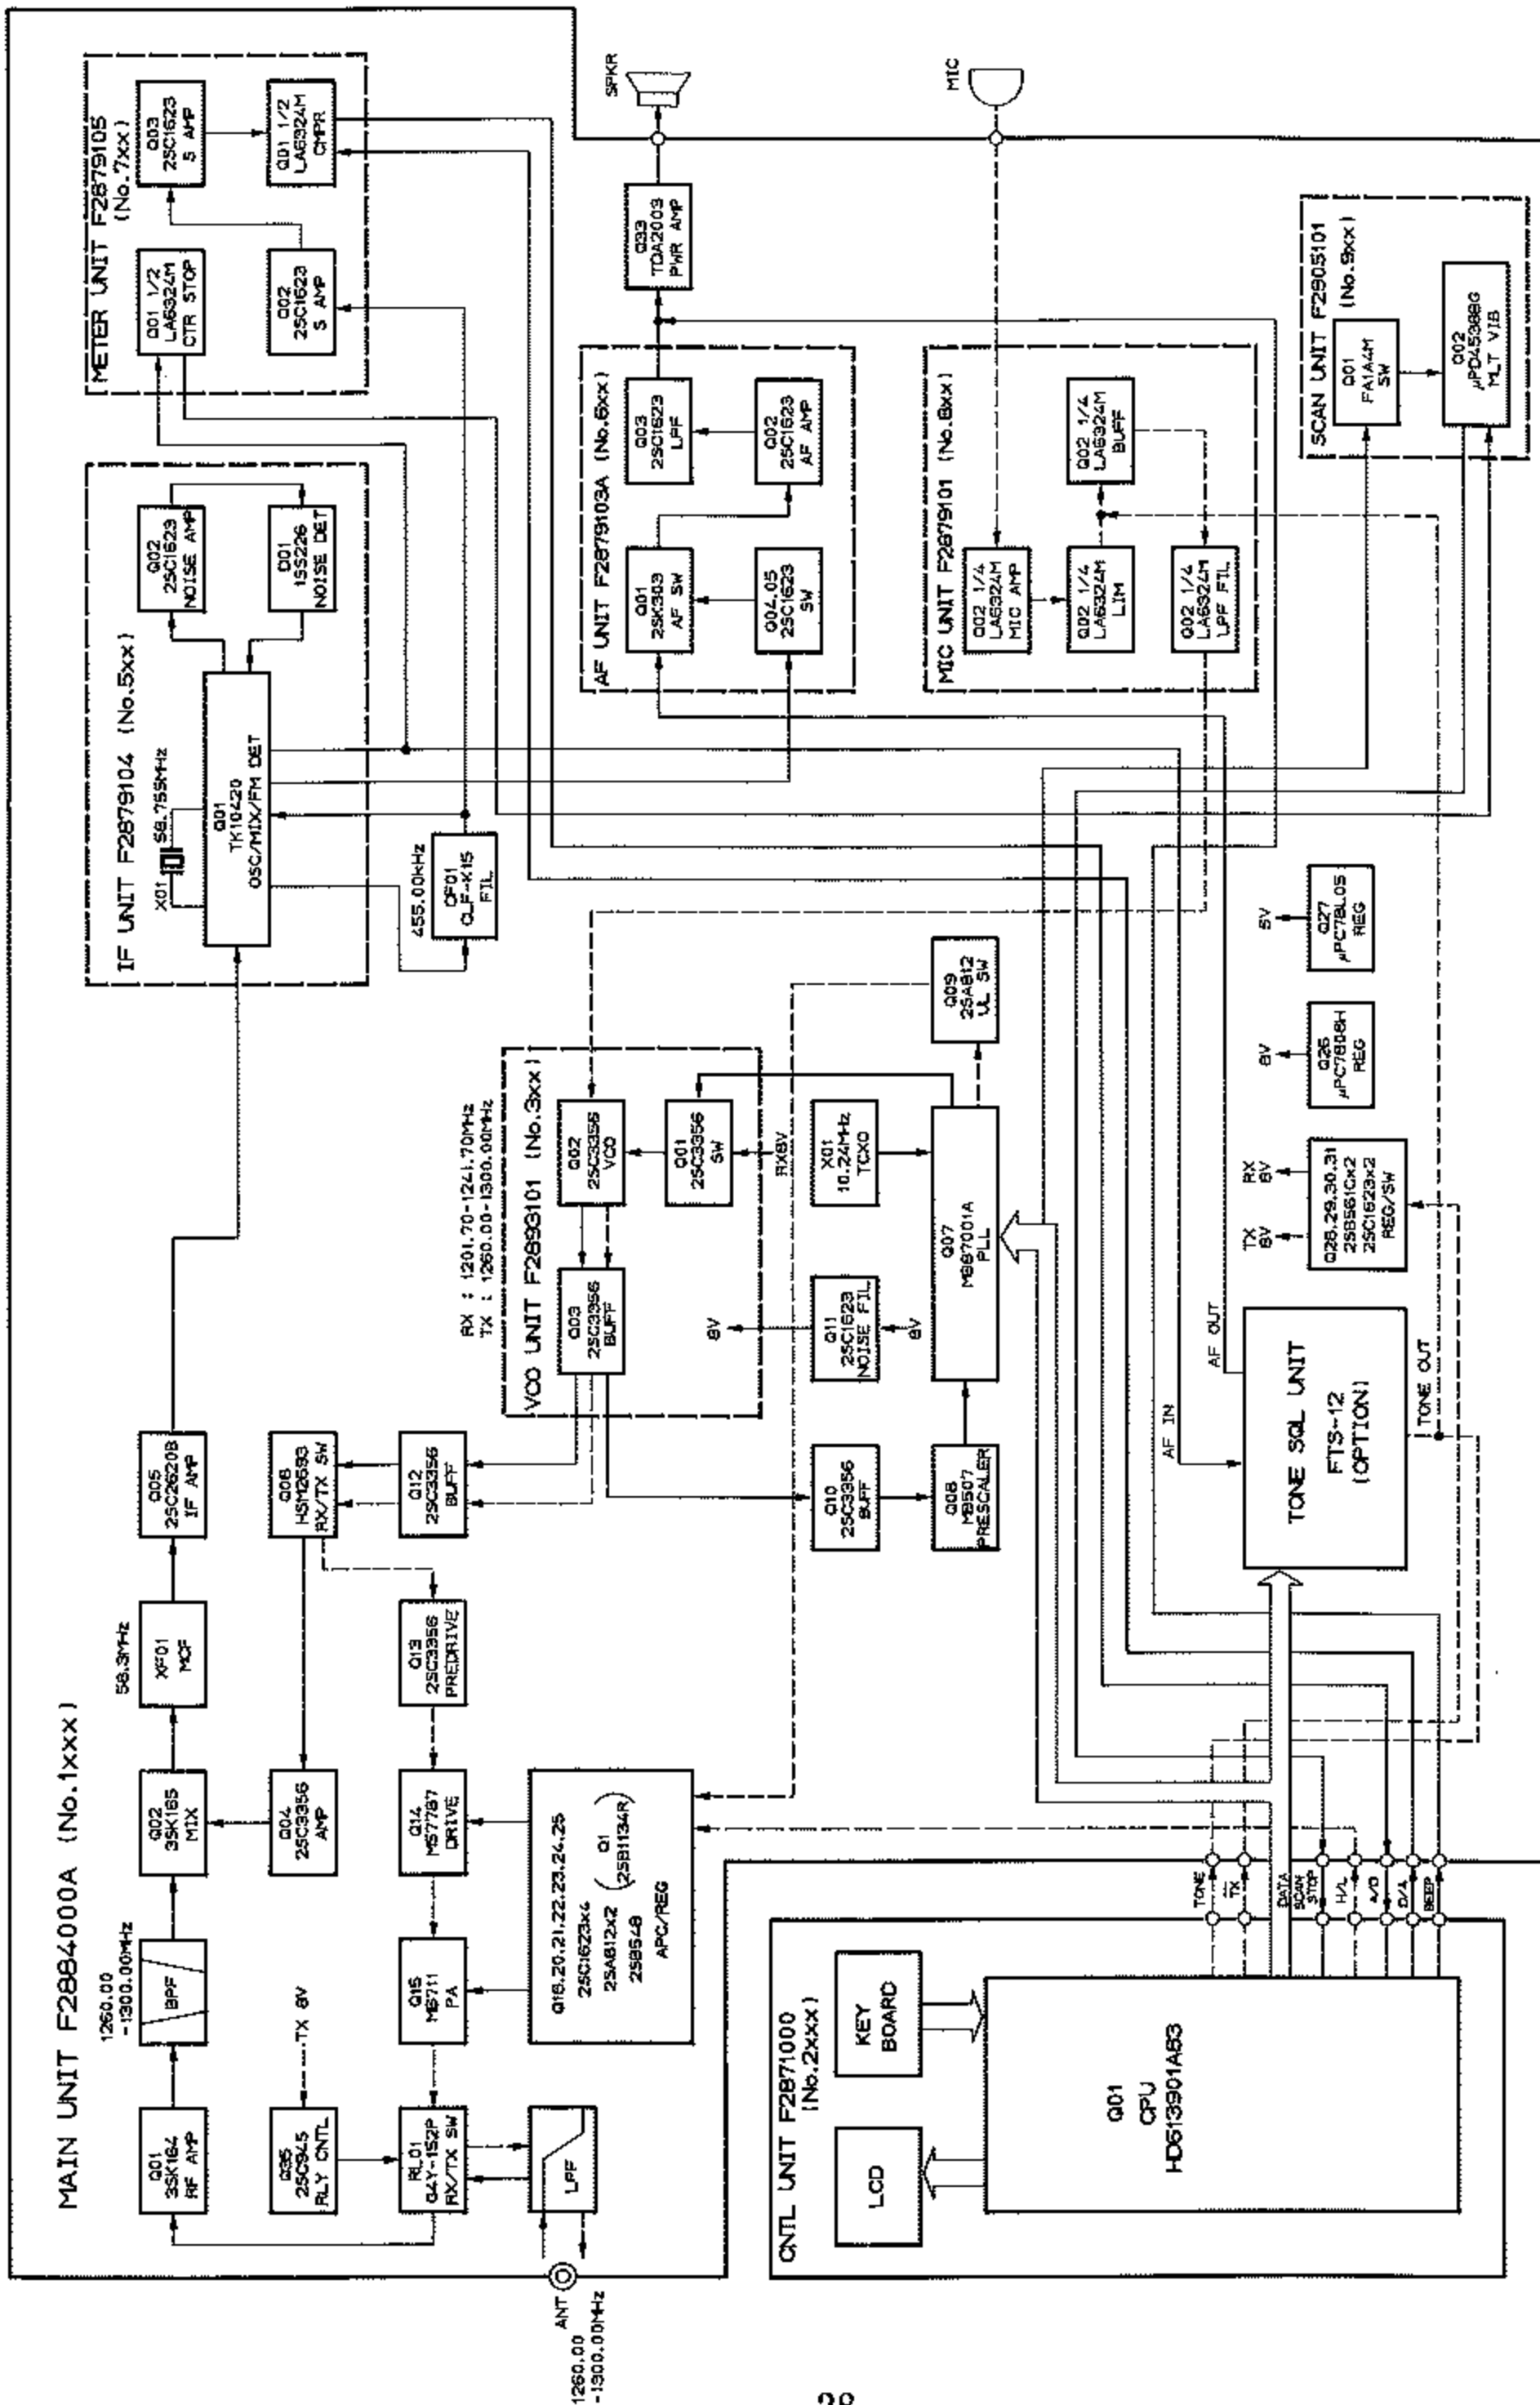 MAIN UNIT F2884000A (No.1xxx)
1260.00
-1300.00MHz
58.3MHz
Q01
3SK164
RF AMP
BPF
Q02
3SK165
MIX
XF01
MCF
Q05
2SC2620B
IF AMP
Q35
2SC945
RLY CNTL
TX 8V
Q04
2SC3356
AMP
Q06
HSM2693
RX/TX SW
RL01
G4Y-152P
RX/TX SW
Q15
M57711
PA
Q14
M57787
DRIVE
Q13
2SC3356
PREDRIVE
Q12
2SC3356
BUFF
LPF
ANT
1260.00
-1300.00MHz
2SC1623x4
2SA812x2
2SB548
APC/REG
Q1
(2SB1134R)
IF UNIT F2879104 (No.5xx)
X01
58.755MHz
Q01
TK10420
OSC/MIX/FM DET
Q02
2SC1623
NOISE AMP
D01
1SS226
NOISE DET
455.00kHz
CF01
CLF-K15
FIL
METER UNIT F2879105
(No.7xx)
Q01 1/2
LA6324M
CTR STOP
Q03
2SC1623
S AMP
Q02
2SC1623
S AMP
Q01 1/2
LA6324M
CMPR
RX : 1201.70-1241.70MHz
TX : 1260.00-1300.00MHz
VCO UNIT F2893101 (No.3xx)
Q03
2SC3356
BUFF
Q02
2SC3356
VCO
Q01
2SC3356
SW
RX8V
8V
Q10
2SC3356
BUFF
Q11
2SC1623
NOISE FIL
8V
X01
10.24MHz
TCXO
Q08
MB507
PRESCALER
Q07
MB87001A
PLL
Q09
2SA812
UL SW
AF UNIT F2879103A (No.6xx)
Q01
2SK303
AF SW
Q03
2SC1623
LPF
Q04.05
2SC1623
SW
Q02
2SC1623
AF AMP
Q33
TDA2003
PWR AMP
SPKR
MIC
MIC UNIT F2879101 (No.8xx)
Q02 1/4
LA6324M
MIC AMP
Q02 1/4
LA6324M
LIM
Q02 1/4
LA6324M
BUFF
Q02 1/4
LA6324M
LPF FIL
SCAN UNIT F2905101
(No.9xx)
Q01
FA1A4M
SW
Q02
μPD4538BG
MLT VIB
CNTL UNIT F2871000
(No.2xxx)
LCD
KEY
BOARD
Q01
CPU
HD613901A63
TONE
TX
DATA
SCAN
STOP
H/L
A/D
D/A
BEEP
AF IN
AF OUT
TONE SQL UNIT
FTS-12
(OPTION)
TONE OUT
TX
8V
RX
8V
Q28.29.30.31
2SB561Cx2
2SC1623x2
REG/SW
8V
Q26
μPC7808H
REG
5V
Q27
μPC78L05
REG